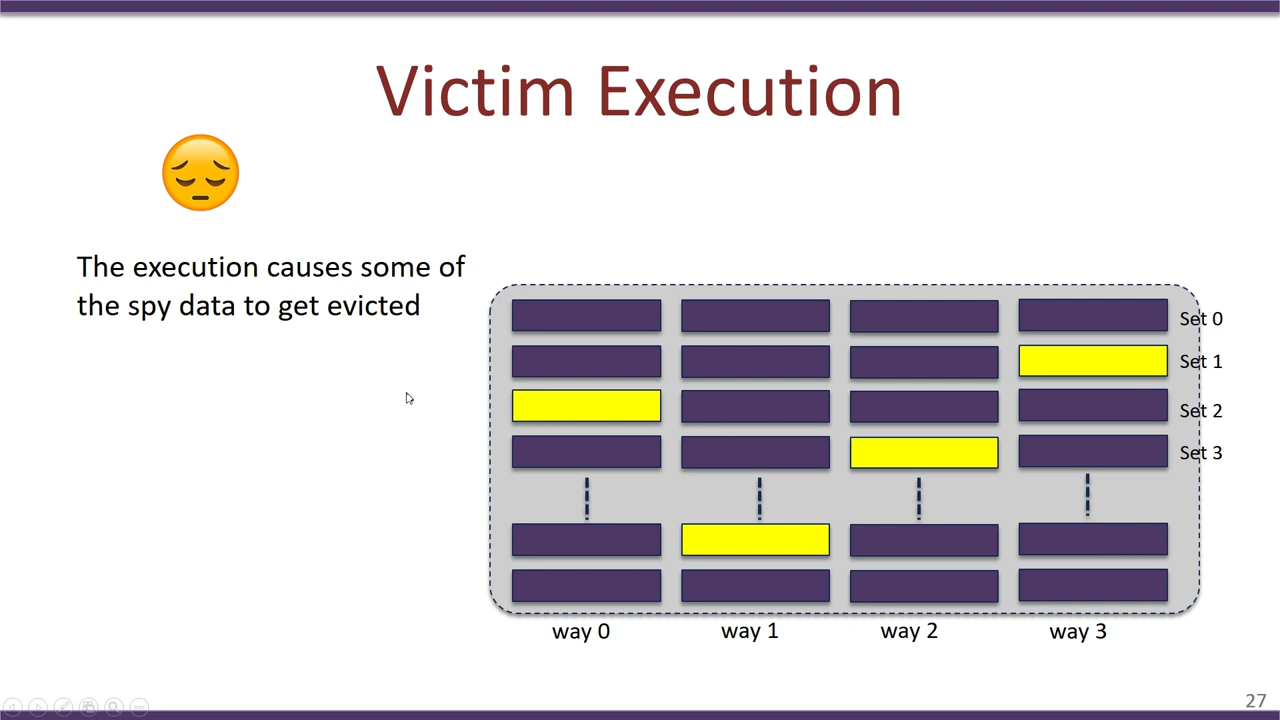 Victim Execution
The execution causes some of
the spy data to get evicted
Set 0
Set 1
Set 2
Set 3
way 0
way 1
way 2
way 3
27